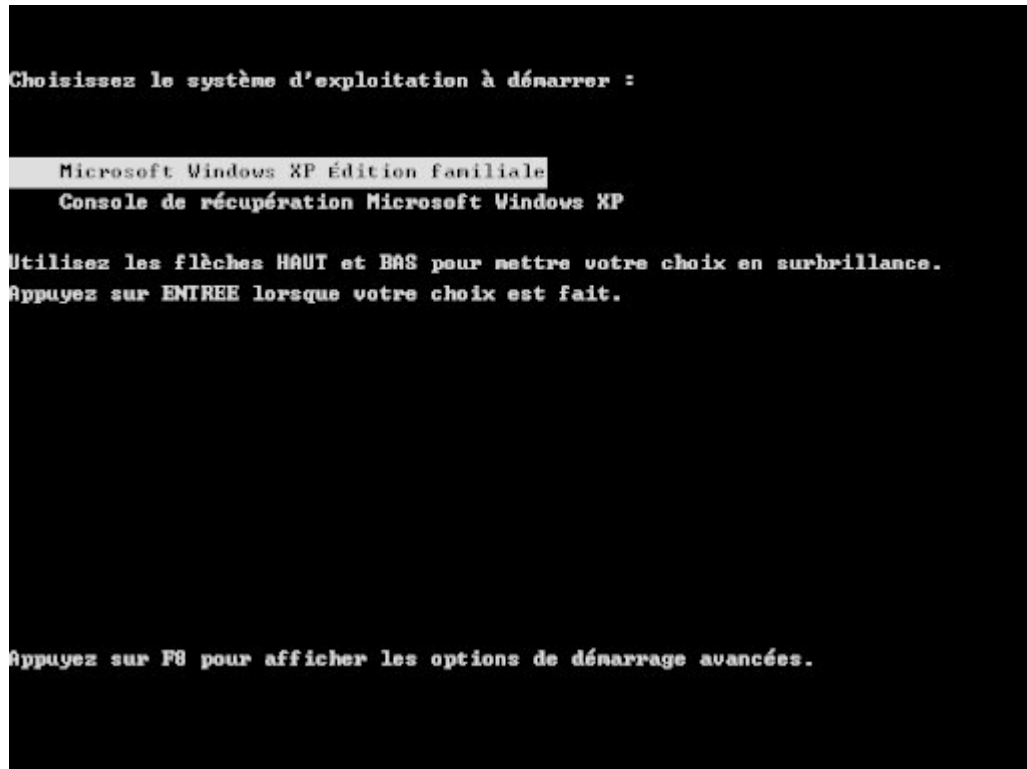 Choisissez le système d'exploitation à démarrer :
Microsoft Windows XP Édition familiale
Console de récupération Microsoft Windows XP
Utilisez les flèches HAUT et BAS pour mettre votre choix en surbrillance.
Appuyez sur ENTREE lorsque votre choix est fait.
Appuyez sur F8 pour afficher les options de démarrage avancées.